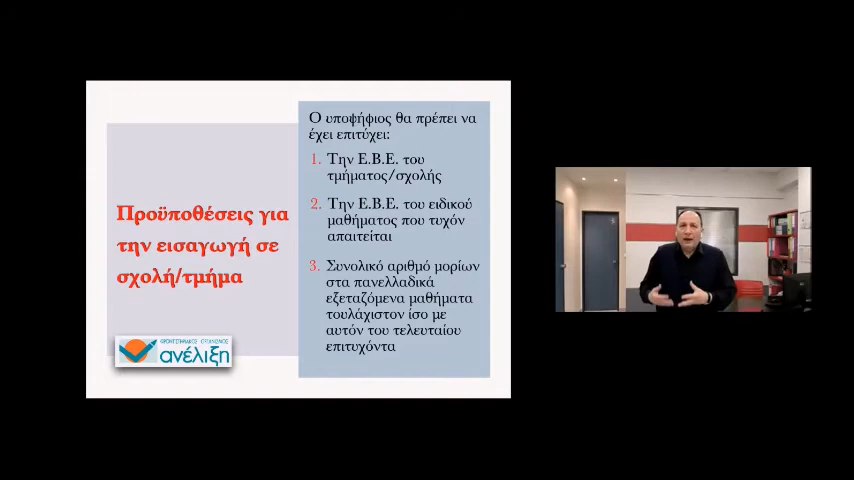 Προϋποθέσεις για
την εισαγωγή σε
σχολή/τμήμα
Ο υποψήφιος θα πρέπει να
έχει επιτύχει:
1. Την Ε.Β.Ε. του
τμήματος/σχολής
2. Την Ε.Β.Ε. του ειδικού
μαθήματος που τυχόν
απαιτείται
3. Συνολικό αριθμό μορίων
στα πανελλαδικά
εξεταζόμενα μαθήματα
τουλάχιστον ίσο με
αυτόν του τελευταίου
επιτυχόντα
ΦΡΟΝΤΙΣΤΗΡΙΑΚΟΣ ΟΡΓΑΝΙΣΜΟΣ
ανέλιξη